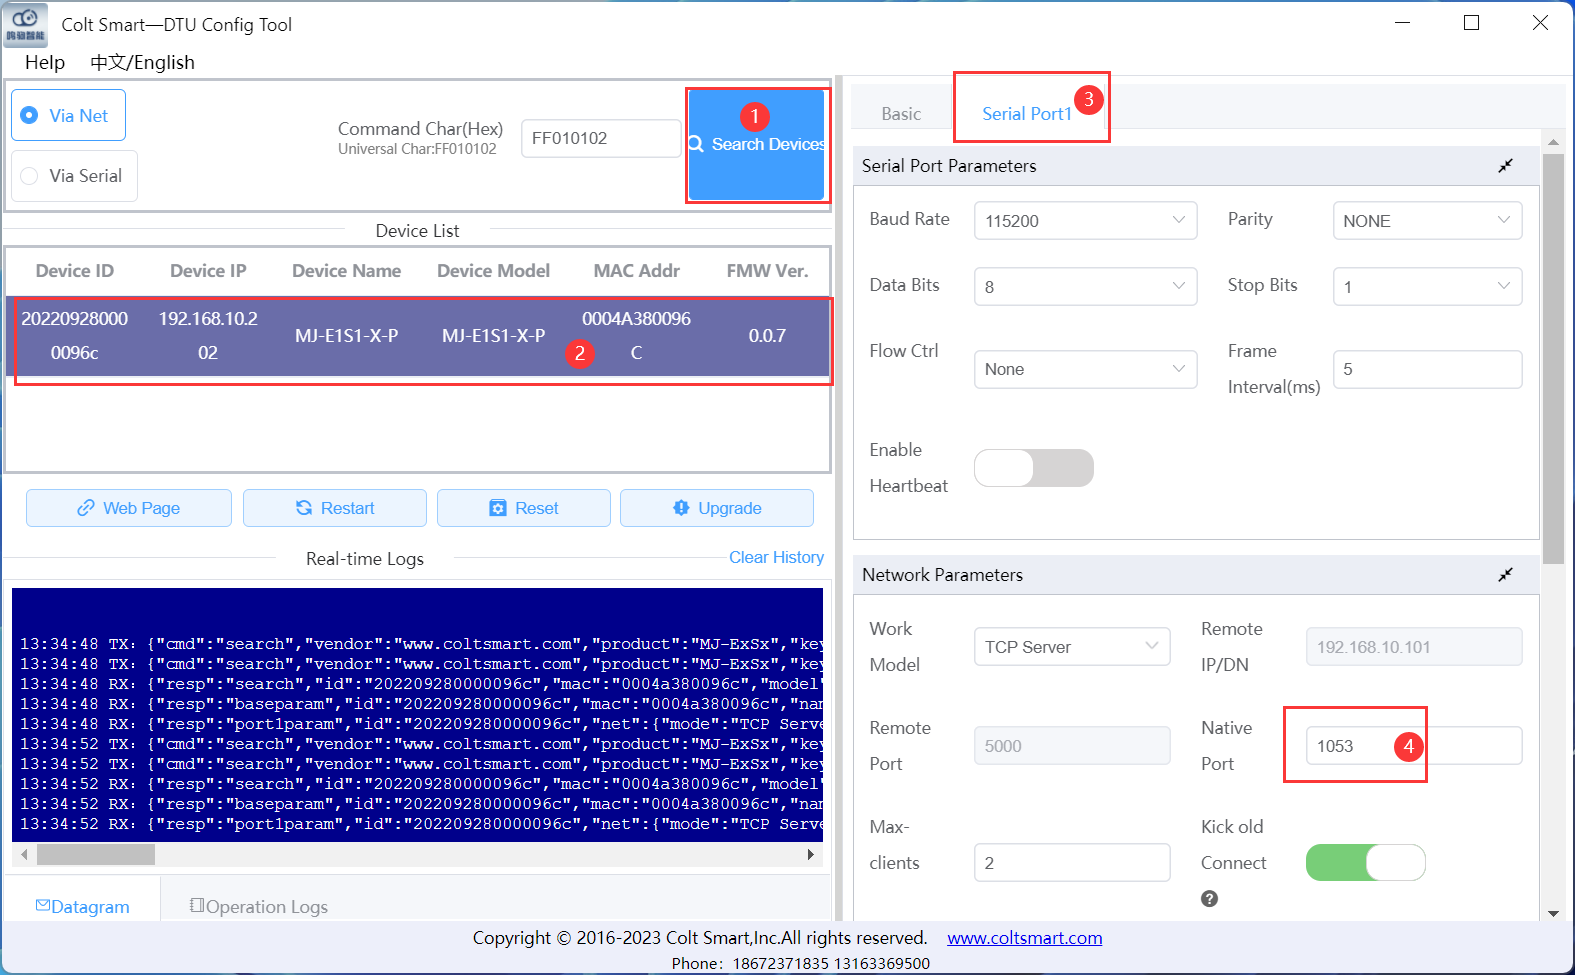 Colt Smart—DTU Config Tool
Help 中文/English
Via Net
Via Serial
Command Char(Hex)
Universal Char:FF010102
FF010102
1
Search Devices
Device List
Device ID Device IP Device Name Device Model MAC Addr FMW Ver.
20220928000 192.168.10.2 MJ-E1S1-X-P MJ-E1S1-X-P 0004A380096 0.0.7
0096c 02 2 C
Web Page Restart Reset Upgrade
Real-time Logs Clear History
13:34:48 TX: {"cmd":"search","vendor":"www.coltsmart.com","product":"MJ-ExSx","key
13:34:48 TX: {"cmd":"search","vendor":"www.coltsmart.com","product":"MJ-ExSx","key
13:34:48 RX: {"resp":"search","id":"202209280000096c","mac":"0004a380096c","model"
13:34:48 RX: {"resp":"baseparam","id":"202209280000096c","mac":"0004a380096c","nam
13:34:48 RX: {"resp":"port1param","id":"202209280000096c","net":{"mode":"TCP Serve
13:34:52 TX: {"cmd":"search","vendor":"www.coltsmart.com","product":"MJ-ExSx","key
13:34:52 TX: {"cmd":"search","vendor":"www.coltsmart.com","product":"MJ-ExSx","key
13:34:52 RX: {"resp":"search","id":"202209280000096c","mac":"0004a380096c","model"
13:34:52 RX: {"resp":"baseparam","id":"202209280000096c","mac":"0004a380096c","nam
13:34:52 RX: {"resp":"port1param","id":"202209280000096c","net":{"mode":"TCP Serve
Datagram Operation Logs
Basic Serial Port1 3
Serial Port Parameters
Baud Rate 115200 Parity NONE
Data Bits 8 Stop Bits 1
Flow Ctrl None Frame
Interval(ms) 5
Enable
Heartbeat
Network Parameters
Work
Model TCP Server Remote
IP/DN 192.168.10.101
Remote
Port 5000 Native
Port 1053 4
Max-
clients 2 Kick old
Connect
?
Copyright © 2016-2023 Colt Smart,Inc.All rights reserved. www.coltsmart.com
Phone: 18672371835 13163369500